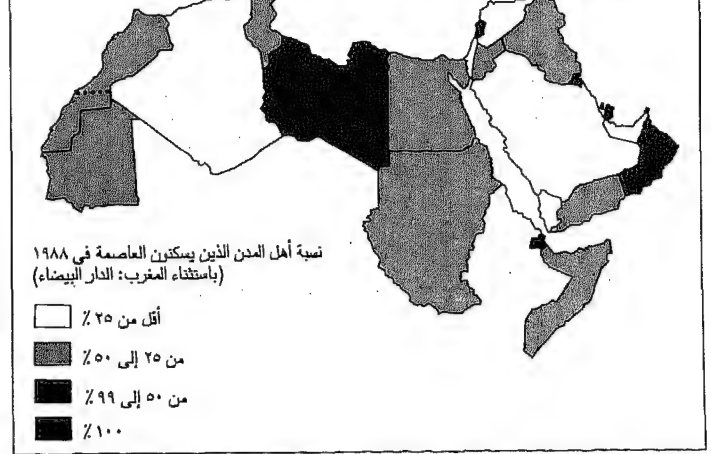 نسبة أهل المدن الذين يسكنون العاصمة في ١٩٨٨
(باستثناء المغرب: الدار البيضاء)
أقل من ٢٥ ٪
من ٢٥ إلى ٥٠ ٪
من ٥٠ إلى ٩٩ ٪
١٠٠ ٪